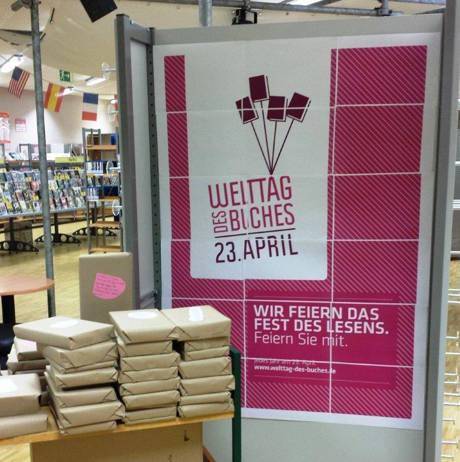 WELTTAG
DES BUCHES
23. APRIL
WIR FEIERN DAS
FEST DES LESENS.
Feiern Sie mit.
www.welttag-des-buches.de